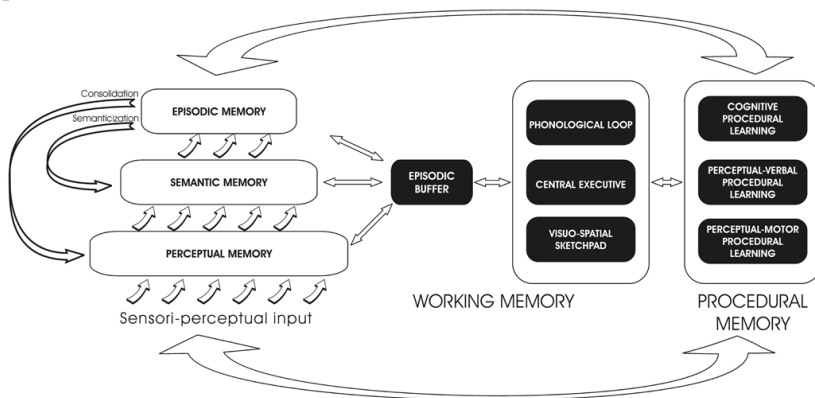 Consolidation
EPISODIC MEMORY
Semanticization
SEMANTIC MEMORY
PERCEPTUAL MEMORY
Sensori-perceptual input
EPISODIC
BUFFER
PHONOLOGICAL LOOP
CENTRAL EXECUTIVE
VISUO-SPATIAL
SKETCHPAD
WORKING MEMORY
COGNITIVE
PROCEDURAL
LEARNING
PERCEPTUAL-VERBAL
PROCEDURAL
LEARNING
PERCEPTUAL-MOTOR
PROCEDURAL
LEARNING
PROCEDURAL
MEMORY